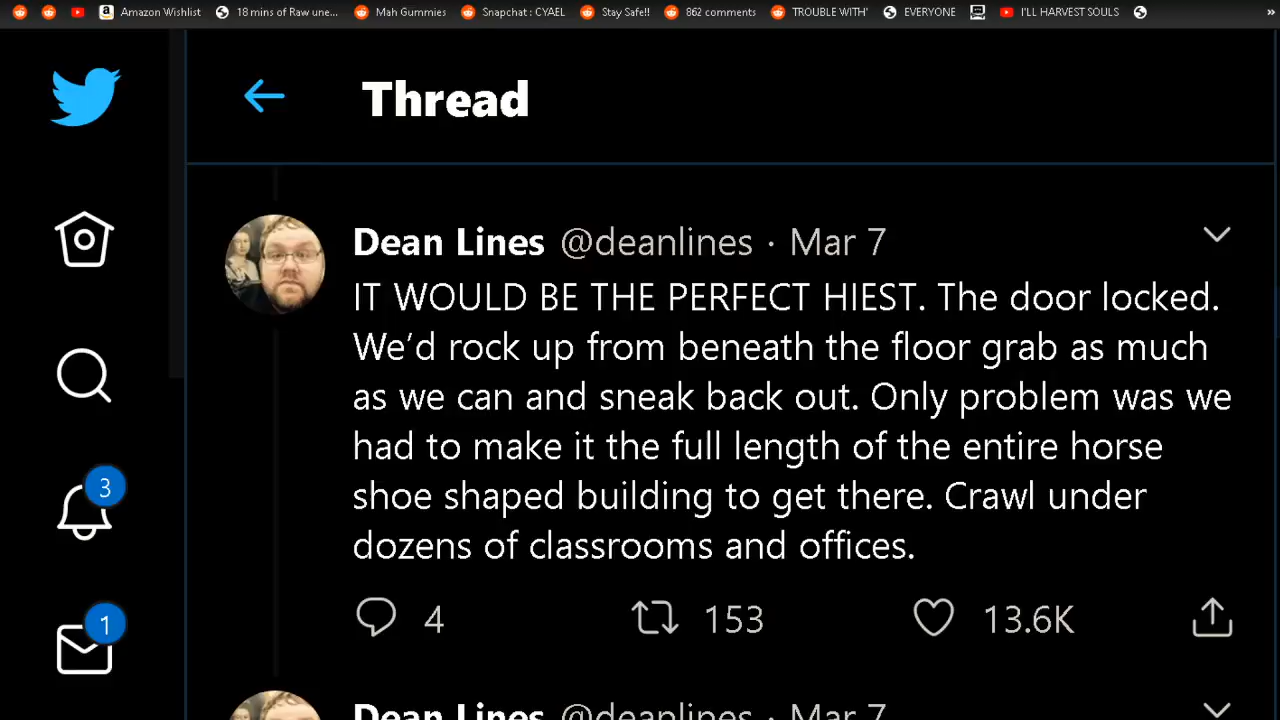 Amazon Wishlist 18 mins of Raw une... Mah Gummies Snapchat : CYAEL Stay Safe!! 862 comments TROUBLE WITH' EVERYONE I'LL HARVEST SOULS »
Thread
Dean Lines @deanlines · Mar 7
IT WOULD BE THE PERFECT HIEST. The door locked.
We’d rock up from beneath the floor grab as much
as we can and sneak back out. Only problem was we
had to make it the full length of the entire horse
shoe shaped building to get there. Crawl under
dozens of classrooms and offices.
3
4 153 13.6K
1
Dean Lines @deanlines · Mar 7